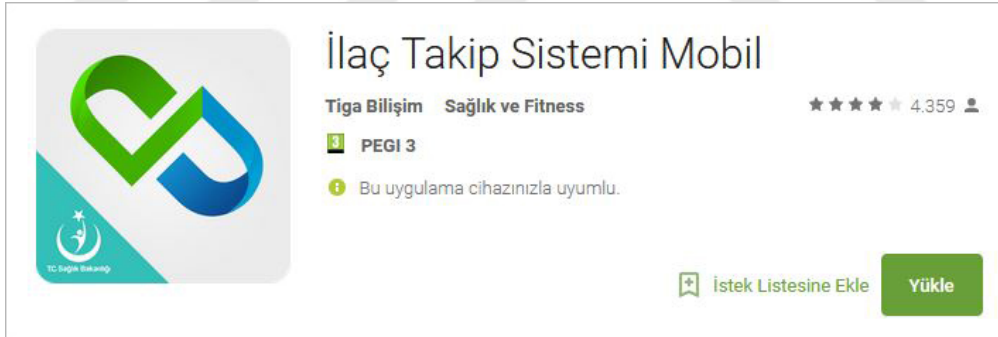 İlaç Takip Sistemi Mobil
Tiga Bilişim Sağlık ve Fitness 4.359
3 PEGI 3
Bu uygulama cihazınızla uyumlu.
T.C. Sağlık Bakanlığı
İstek Listesine Ekle Yükle